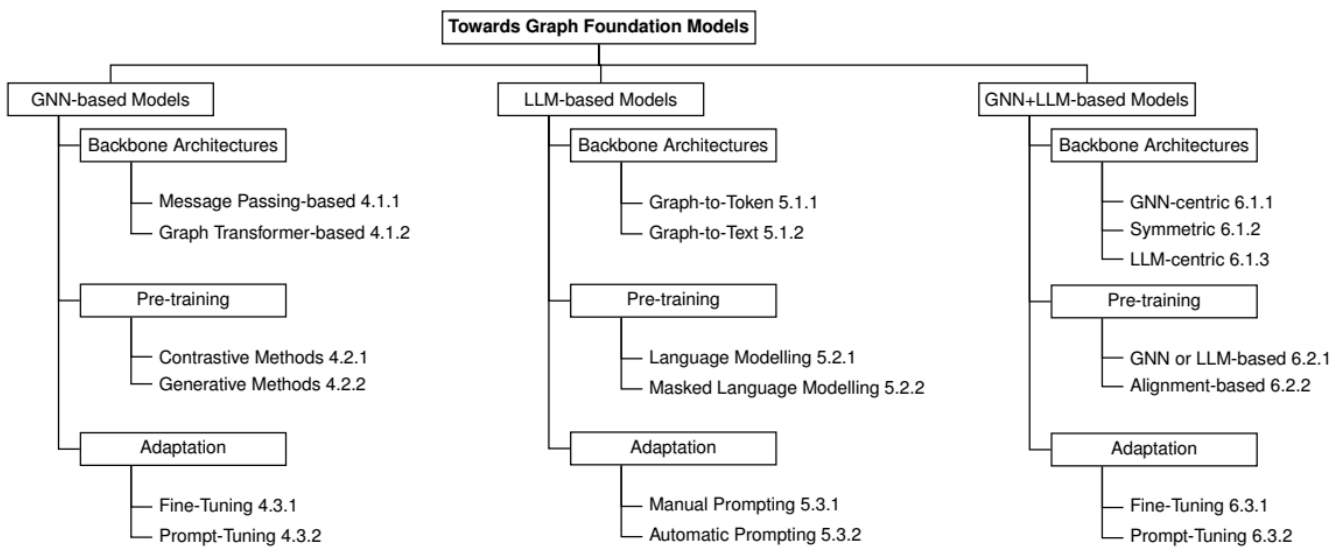 Towards Graph Foundation Models
GNN-based Models
Backbone Architectures
Message Passing-based 4.1.1
Graph Transformer-based 4.1.2
Pre-training
Contrastive Methods 4.2.1
Generative Methods 4.2.2
Adaptation
Fine-Tuning 4.3.1
Prompt-Tuning 4.3.2
LLM-based Models
Backbone Architectures
Graph-to-Token 5.1.1
Graph-to-Text 5.1.2
Pre-training
Language Modelling 5.2.1
Masked Language Modelling 5.2.2
Adaptation
Manual Prompting 5.3.1
Automatic Prompting 5.3.2
GNN+LLM-based Models
Backbone Architectures
GNN-centric 6.1.1
Symmetric 6.1.2
LLM-centric 6.1.3
Pre-training
GNN or LLM-based 6.2.1
Alignment-based 6.2.2
Adaptation
Fine-Tuning 6.3.1
Prompt-Tuning 6.3.2